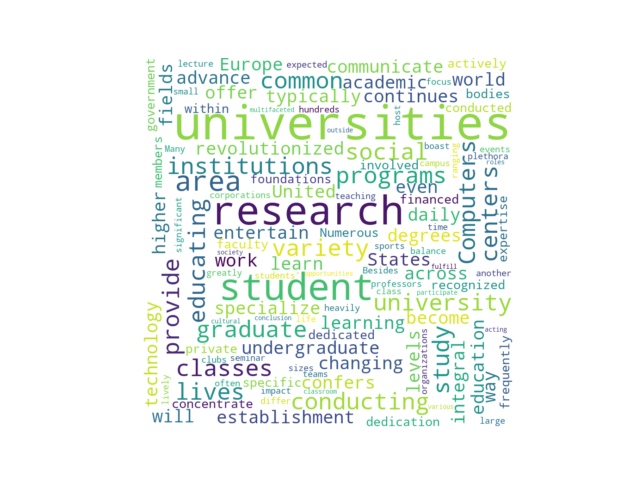 lecture Europe expected communicate actively
government fields advance common academic world
small offer typically continues bodies
within multifaceted hundreds host conducted
universities
outside
Many revolutionized social boast events
members institutions involved focus campus ranging plethora
foundations programs Computers roles
higher area United even centers
corporations teaching financed expertise
significant educating research daily
entertain Numerous time degrees
faculty variety sports balance
society work learn States across fulfill
greatly students opportunities Besides recognized another
provide student professors
class participate
specialize heavily university
cultural conclusion life become
technology graduate learning
dedicated levels organizations study integral education way acting frequently
private undergraduate
clubs seminar changing
classes sizes teams
lively often specific confers
lives impact classroom
concentrate differ conducting various
will establishment dedication large